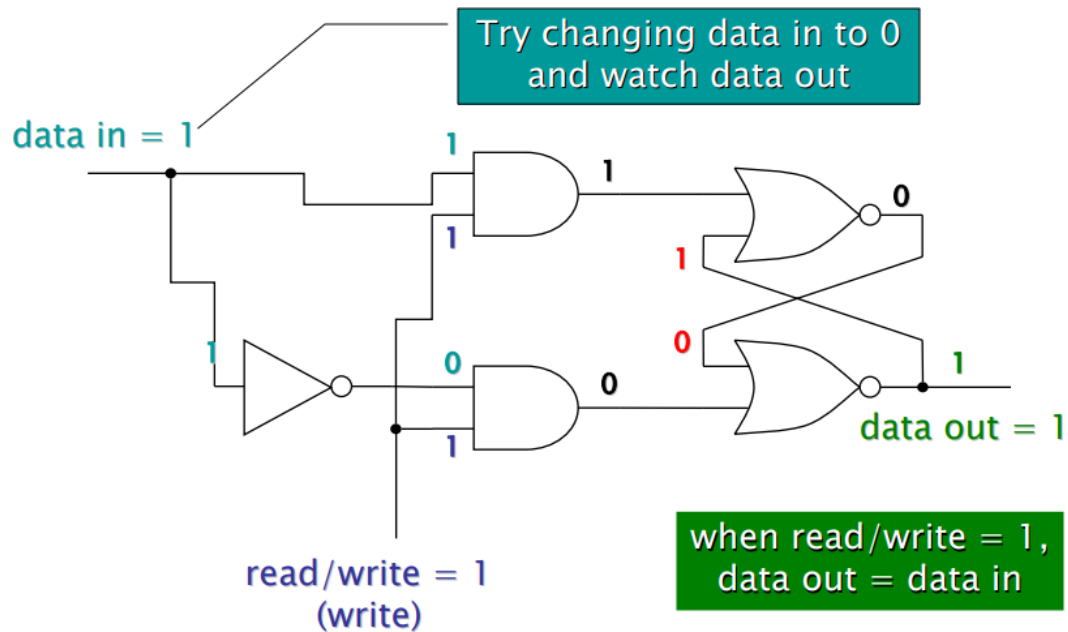 Try changing data in to 0
and watch data out
data in = 1
1
1
0
1
1
1
0
0
1
1
0
1
data out = 1
read/write = 1
(write)
when read/write = 1,
data out = data in